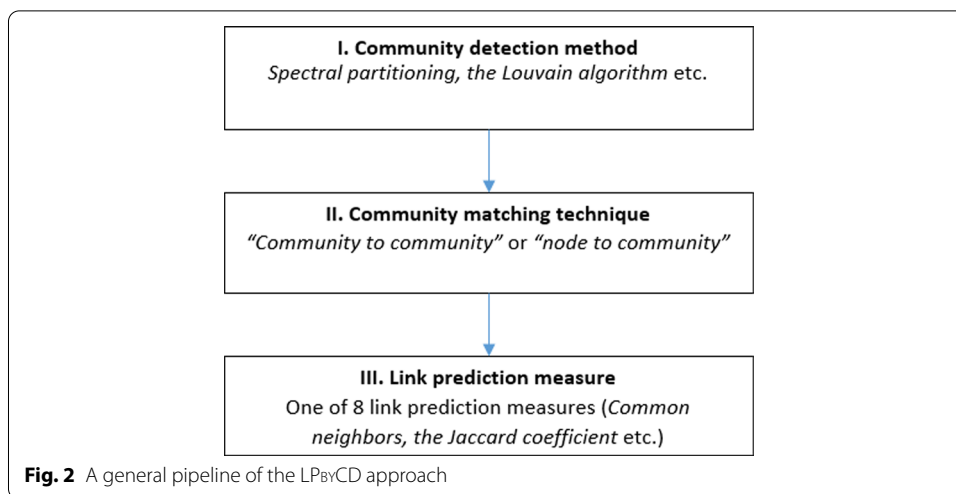 I. Community detection method
Spectral partitioning, the Louvain algorithm etc.
II. Community matching technique
“Community to community” or “node to community”
III. Link prediction measure
One of 8 link prediction measures (Common
neighbors, the Jaccard coefficient etc.)
Fig. 2 A general pipeline of the LPBYCD approach